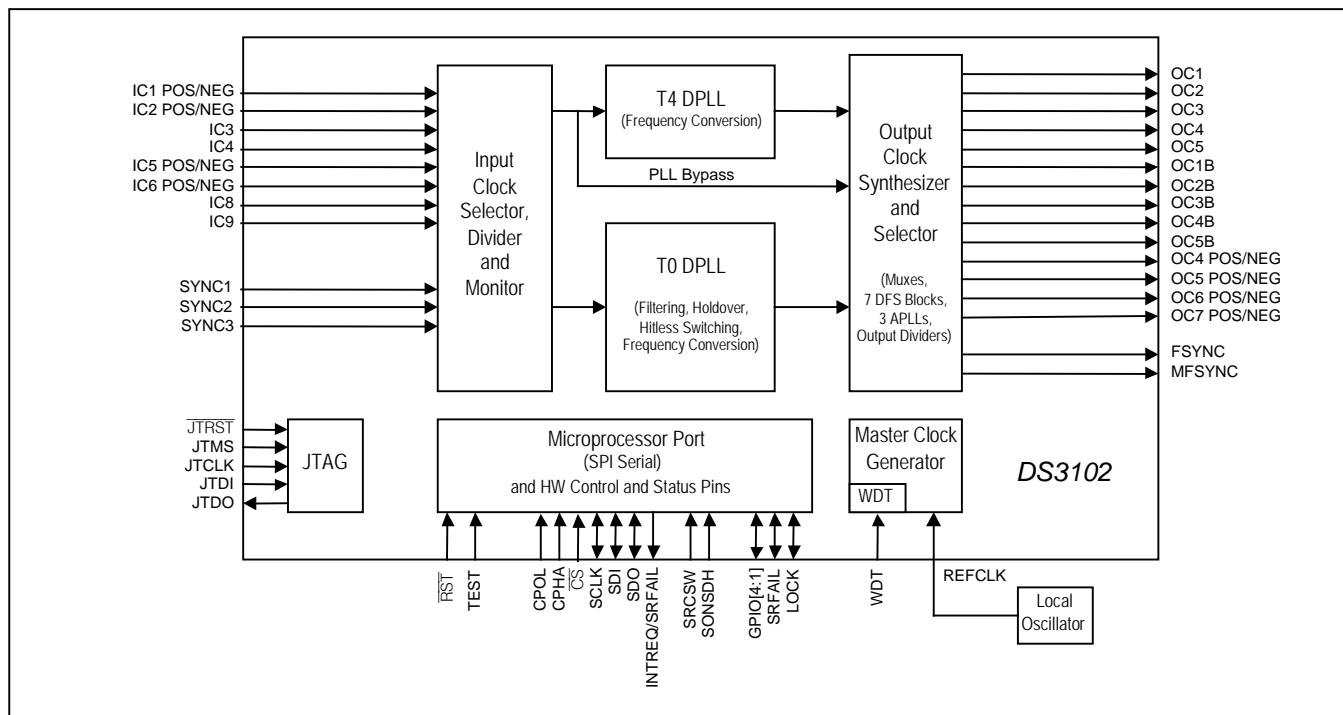 IC1 POS/NEG
IC2 POS/NEG
IC3
IC4
IC5 POS/NEG
IC6 POS/NEG
IC8
IC9
SYNC1
SYNC2
SYNC3
Input
Clock
Selector,
Divider
and
Monitor
T4 DPLL
(Frequency Conversion)
PLL Bypass
T0 DPLL
(Filtering, Holdover,
Hitless Switching,
Frequency Conversion)
Output
Clock
Synthesizer
and
Selector
(Muxes,
7 DFS Blocks,
3 APLLs,
Output Dividers)
OC1
OC2
OC3
OC4
OC5
OC1B
OC2B
OC3B
OC4B
OC5B
OC4 POS/NEG
OC5 POS/NEG
OC6 POS/NEG
OC7 POS/NEG
FSYNC
MFSYNC
JTRST
JTMS
JTCLK
JTDI
JTDO
JTAG
Microprocessor Port
(SPI Serial)
and HW Control and Status Pins
Master Clock
Generator
WDT
DS3102
RST
TEST
CPOL
CPHA
CS
SCLK
SDI
SDO
INTREQ/SRFAIL
SRCSW
SONSDH
GPIO[4:1]
SRFAIL
LOCK
WDT
REFCLK
Local
Oscillator